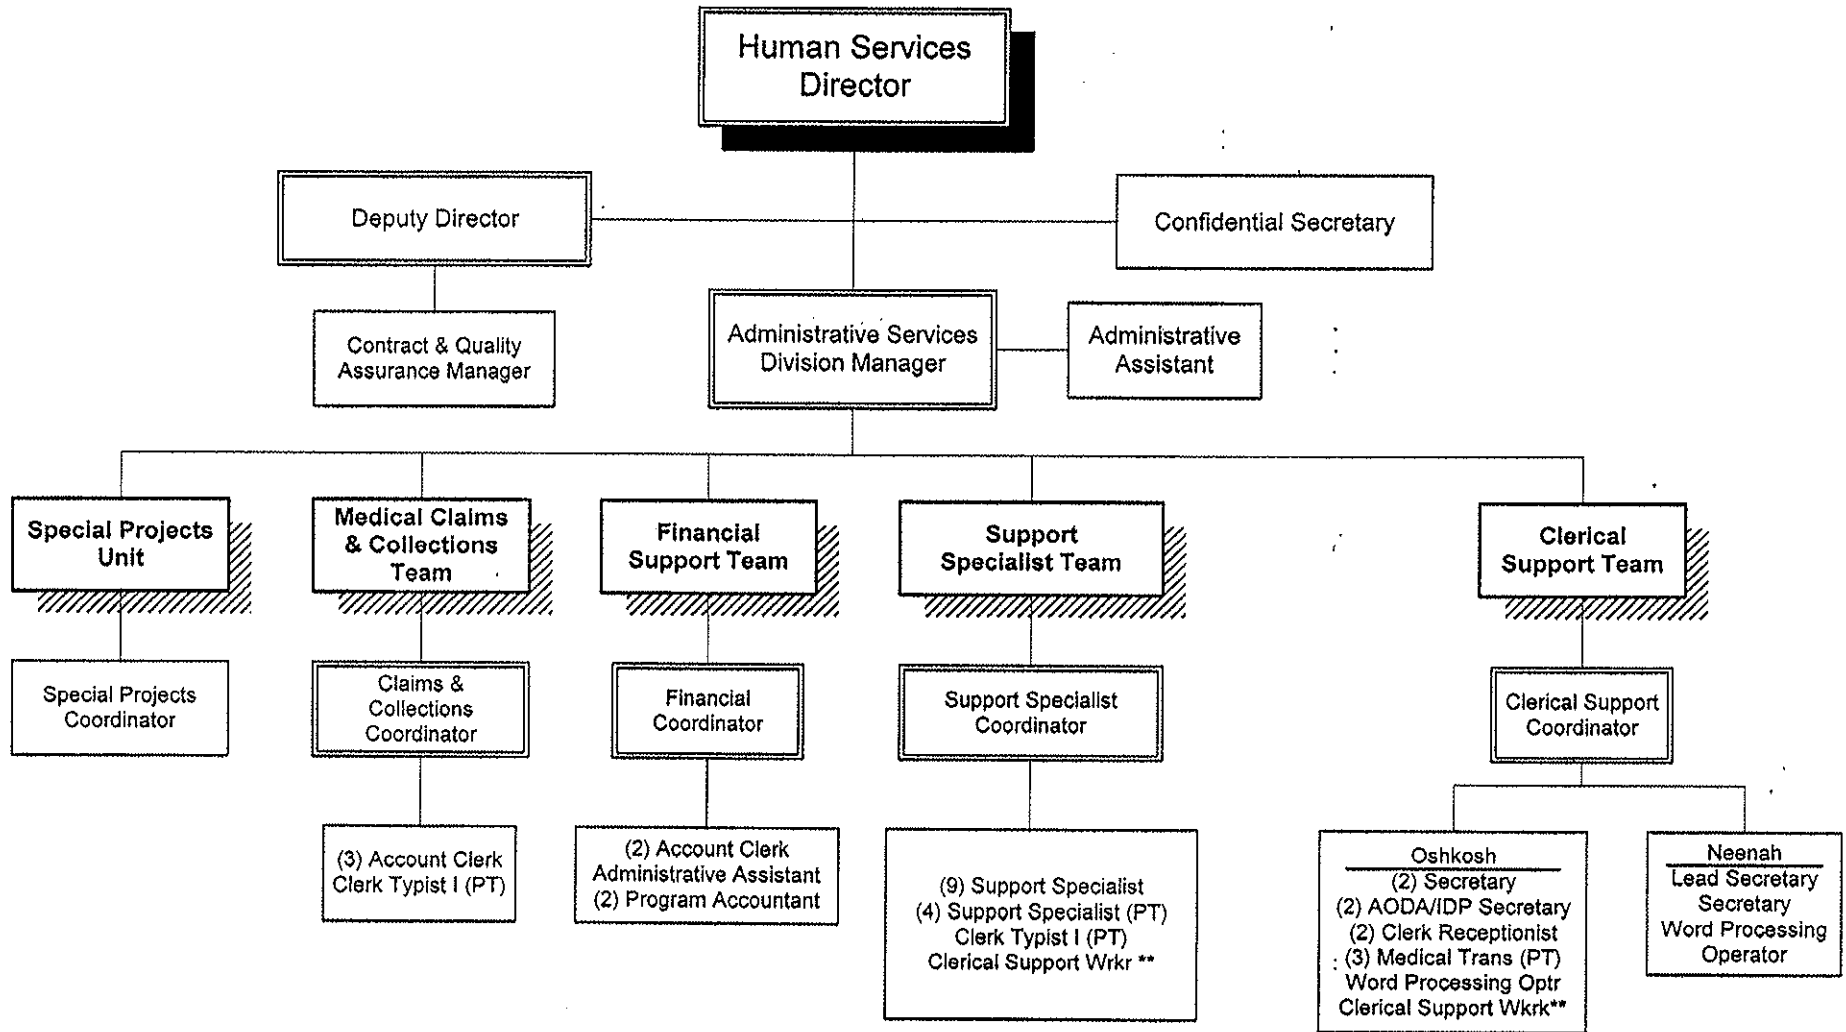 Human Services
Director
Deputy Director
Confidential Secretary
Contract & Quality
Assurance Manager
Administrative Services
Division Manager
Administrative
Assistant
Special Projects
Unit
Medical Claims
& Collections
Team
Financial
Support Team
Support
Specialist Team
Clerical
Support Team
Special Projects
Coordinator
Claims &
Collections
Coordinator
Financial
Coordinator
Support Specialist
Coordinator
Clerical Support
Coordinator
(3) Account Clerk
Clerk Typist I (PT)
(2) Account Clerk
Administrative Assistant
(2) Program Accountant
(9) Support Specialist
(4) Support Specialist (PT)
Clerk Typist I (PT)
Clerical Support Wrkr **
Oshkosh
(2) Secretary
(2) AODA/IDP Secretary
(2) Clerk Receptionist
(3) Medical Trans (PT)
Word Processing Optr
Clerical Support Wkrk**
Neenah
Lead Secretary
Secretary
Word Processing
Operator